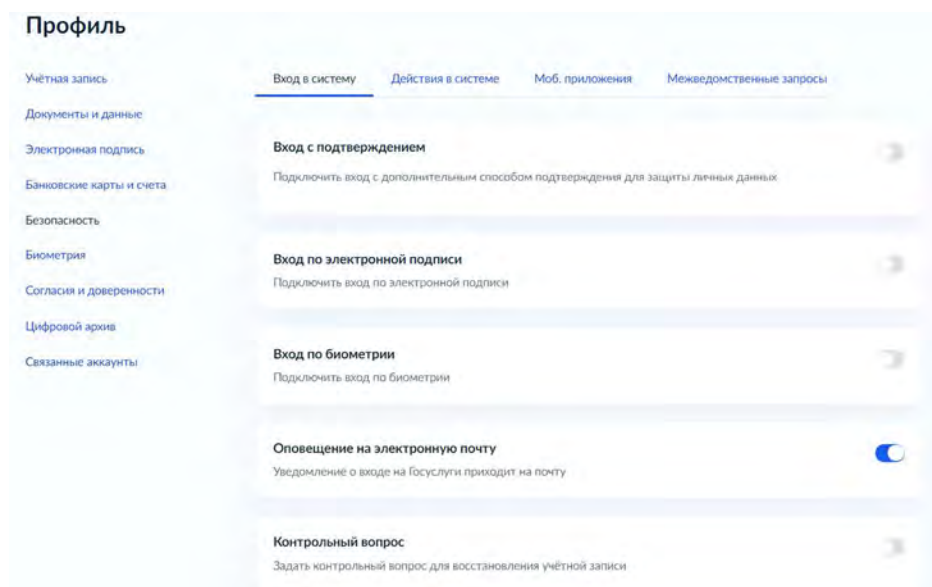 Профиль
Учётная запись
Документы и данные
Электронная подпись
Банковские карты и счета
Безопасность
Биометрия
Согласия и доверенности
Цифровой архив
Связанные аккаунты
Вход в систему Действия в системе Моб. приложения Межведомственные запросы
Вход с подтверждением
Подключить вход с дополнительным способом подтверждения для защиты личных данных
Вход по электронной подписи
Подключить вход по электронной подписи
Вход по биометрии
Подключить вход по биометрии
Оповещение на электронную почту
Уведомление о входе на Госуслуги приходит на почту
Контрольный вопрос
Задать контрольный вопрос для восстановления учётной записи